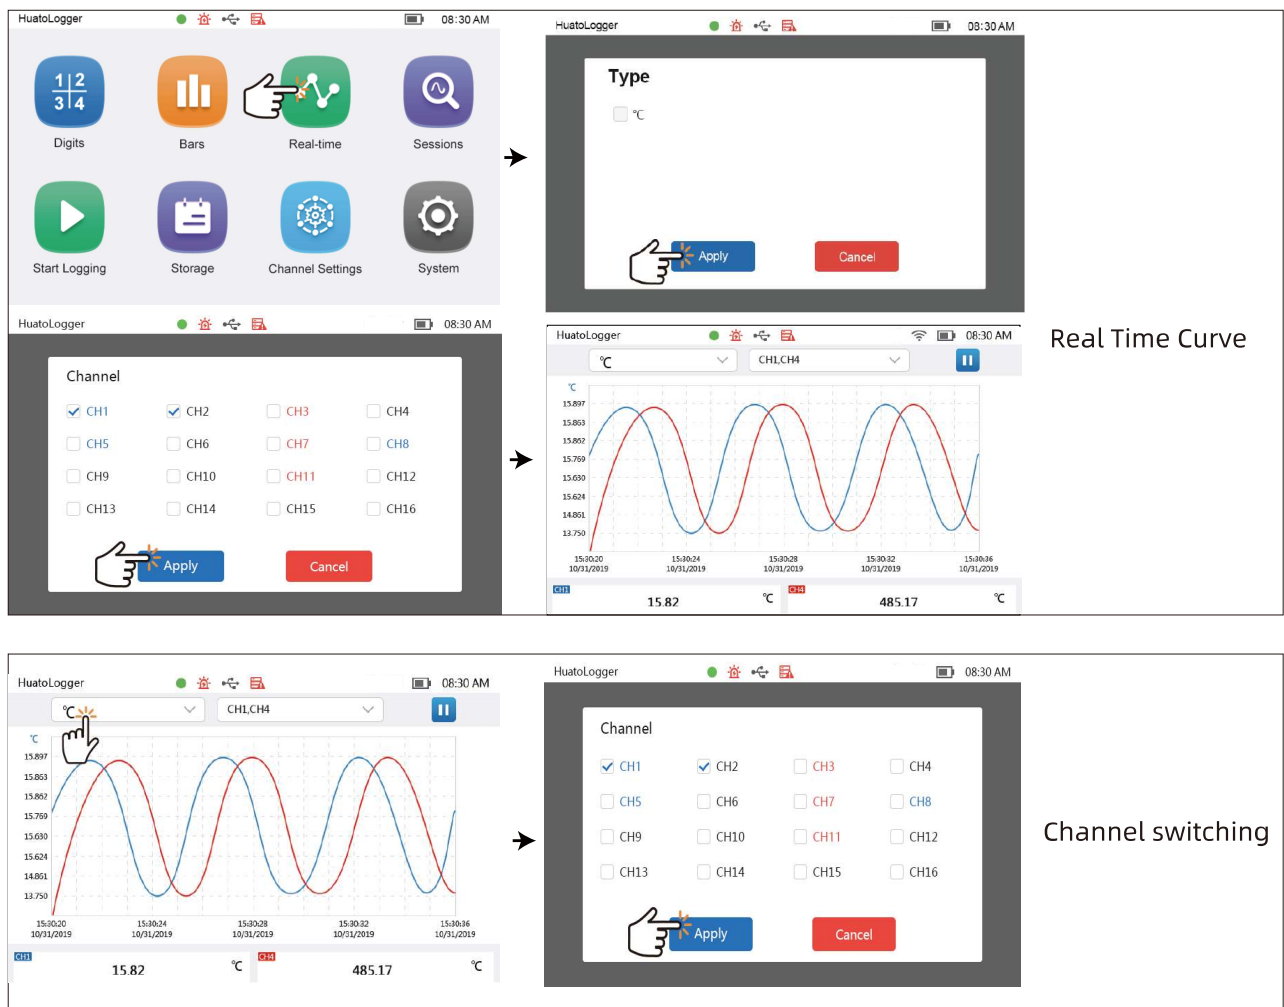 HuatoLogger 08:30 AM
1 2
3 4
Digits Bars Real-time Sessions
Start Logging Storage Channel Settings System
HuatoLogger 08:30 AM
Type
℃
Apply Cancel
HuatoLogger 08:30 AM
Channel
CH1 CH2 CH3 CH4
CH5 CH6 CH7 CH8
CH9 CH10 CH11 CH12
CH13 CH14 CH15 CH16
Apply Cancel
HuatoLogger 08:30 AM
℃ CH1,CH4
℃
15.897
15.863
15.862
15.769
15.630
15.624
14.861
13.750
15:30:20 15:30:24 15:30:28 15:30:32 15:30:36
10/31/2019 10/31/2019 10/31/2019 10/31/2019 10/31/2019
CH1 15.82 ℃ CH4 485.17 ℃
Real Time Curve
HuatoLogger 08:30 AM
℃ CH1,CH4
℃
15.897
15.863
15.862
15.769
15.630
15.624
14.861
13.750
15:30:20 15:30:24 15:30:28 15:30:32 15:30:36
10/31/2019 10/31/2019 10/31/2019 10/31/2019 10/31/2019
CH1 15.82 ℃ CH4 485.17 ℃
HuatoLogger 08:30 AM
Channel
CH1 CH2 CH3 CH4
CH5 CH6 CH7 CH8
CH9 CH10 CH11 CH12
CH13 CH14 CH15 CH16
Apply Cancel
Channel switching